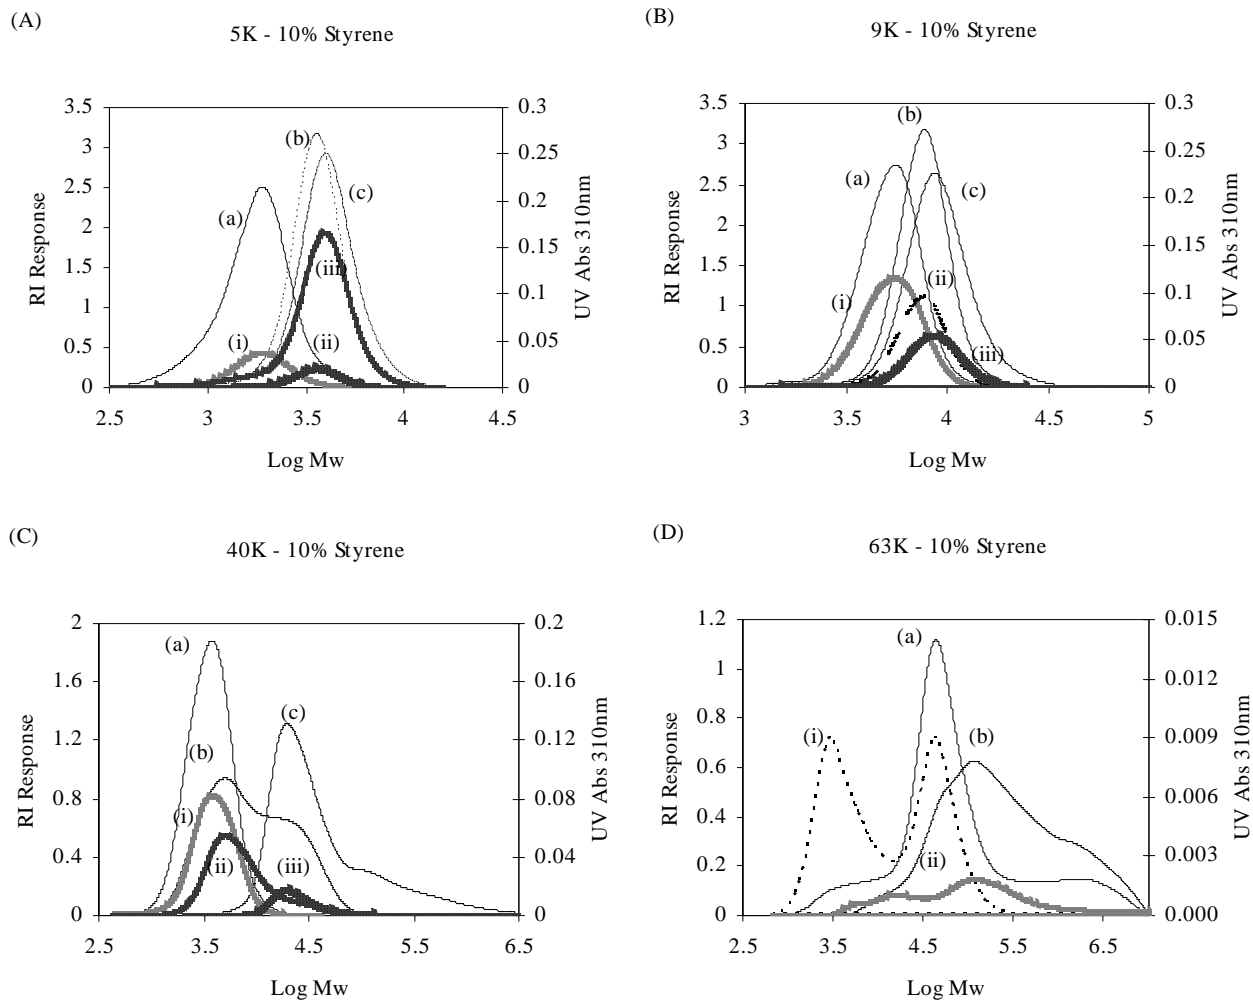 (A)
5K - 10% Styrene
3.5
3
2.5
2
1.5
1
0.5
0
RI Response
0.3
0.25
0.2
0.15
0.1
0.05
0
UV Abs 310nm
(a)
(b)
(c)
(i)
(ii)
(iii)
2.5 3 3.5 4 4.5
Log Mw
(B)
9K - 10% Styrene
3.5
3
2.5
2
1.5
1
0.5
0
RI Response
0.3
0.25
0.2
0.15
0.1
0.05
0
UV Abs 310nm
(a)
(b)
(c)
(i)
(ii)
(iii)
3 3.5 4 4.5 5
Log Mw
(C)
40K - 10% Styrene
2
1.6
1.2
0.8
0.4
0
RI Response
0.2
0.16
0.12
0.08
0.04
0
UV Abs 310nm
(a)
(b)
(c)
(i)
(ii)
(iii)
2.5 3.5 4.5 5.5 6.5
Log Mw
(D)
63K - 10% Styrene
1.2
1
0.8
0.6
0.4
0.2
0
RI Response
0.015
0.012
0.009
0.006
0.003
0.000
UV Abs 310nm
(a)
(b)
(i)
(ii)
2.5 3.5 4.5 5.5 6.5
Log Mw